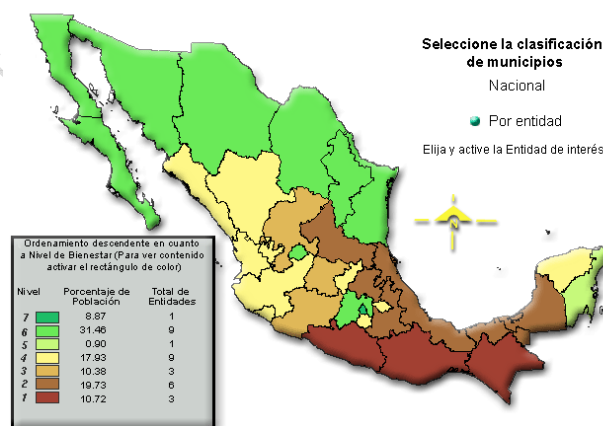 Seleccione la clasificación
de municipios
Nacional
Por entidad
Elija y active la Entidad de interés
N
Ordenamiento descendente en cuanto
a Nivel de Bienestar (Para ver contenido
activar el rectángulo de color)
Nivel Porcentaje de Población Total de Entidades
7 8.87 1
6 31.46 9
5 0.90 1
4 17.93 9
3 10.38 3
2 19.73 6
1 10.72 3